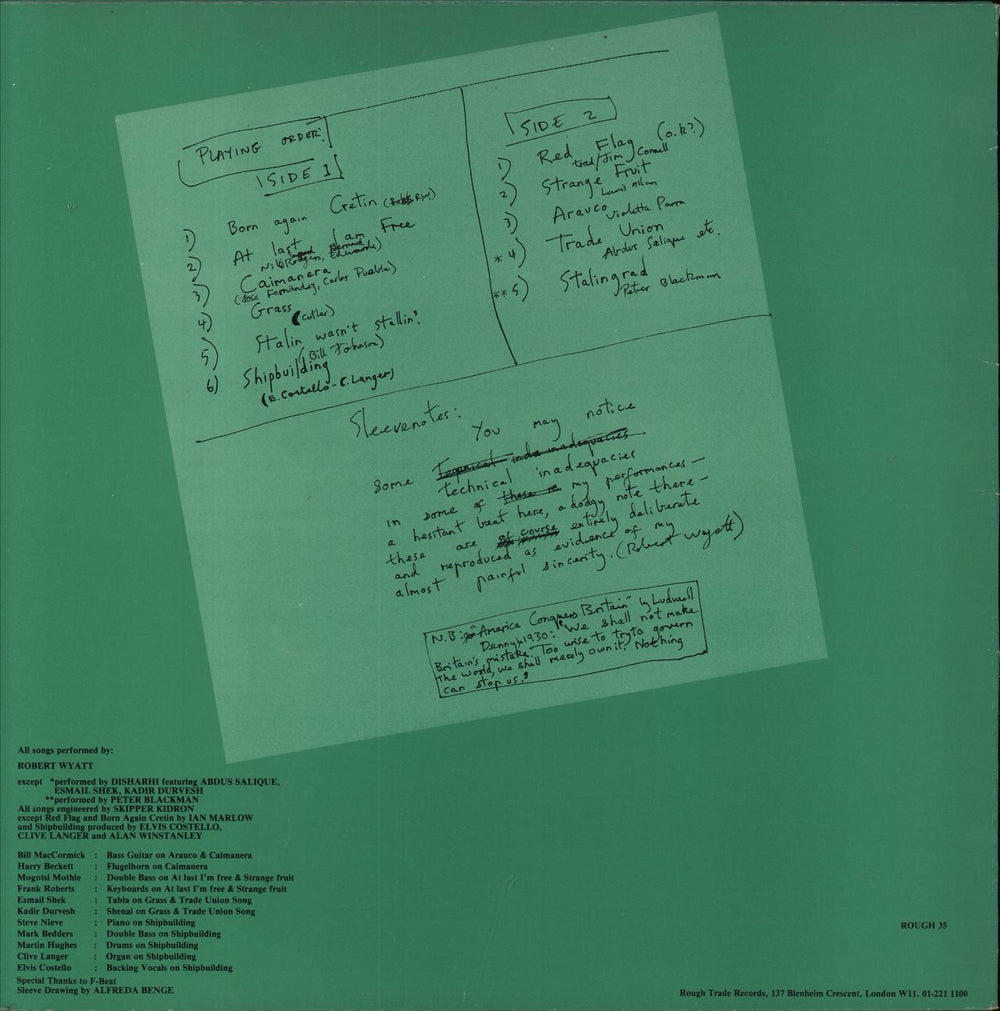 PLAYING ORDER:
SIDE 1
1) Born again Cretin
2) At last I am Free
Edwards)
3) Caimanera
(Jose Fernandez, Carlos Puebla)
4) Grass
(Cutler)
5) Stalin wasn't stallin'.
(Bill Johnson)
6) Shipbuilding
(E. Costello - C. Langer)
SIDE 2
1) Red Flag (o.k?)
trad/Jim Connell
2) Strange Fruit
Lewis Allan
3) Arauco Violetta Parra
* 4) Trade Union
Abdus Salique etc.
** 5) Stalingrad
Peter Blackman
Sleevenotes:
You may notice
some technical inadequacies
in some of my performances —
a hesitant beat here, a dodgy note there —
these are of course entirely deliberate
and reproduced as evidence of my
almost painful sincerity. (Robert Wyatt)
N.B: "America Conquers Britain" by Ludwell
Denny, 1930: "We shall not make
Britain's mistake. Too wise to try to govern
the world, we shall merely own it. Nothing
can stop us."
All songs performed by:
ROBERT WYATT
except *performed by DISHARHI featuring ABDUS SALIQUE,
ESMAIL SHEK, KADIR DURVESH
**performed by PETER BLACKMAN
All songs engineered by SKIPPER KIDRON
except Red Flag and Born Again Cretin by IAN MARLOW
and Shipbuilding produced by ELVIS COSTELLO,
CLIVE LANGER and ALAN WINSTANLEY
Bill MacCormick : Bass Guitar on Arauco & Caimanera
Harry Beckett : Flugelhorn on Caimanera
Mogotsi Mothle : Double Bass on At last I'm free & Strange fruit
Frank Roberts : Keyboards on At last I'm free & Strange fruit
Esmail Shek : Tabla on Grass & Trade Union Song
Kadir Durvesh : Shenai on Grass & Trade Union Song
Steve Nieve : Piano on Shipbuilding
Mark Bedders : Double Bass on Shipbuilding
Martin Hughes : Drums on Shipbuilding
Clive Langer : Organ on Shipbuilding
Elvis Costello : Backing Vocals on Shipbuilding
Special Thanks to F-Beat
Sleeve Drawing by ALFREDA BENGE
ROUGH 35
Rough Trade Records, 137 Blenheim Crescent, London W11. 01-221 1100